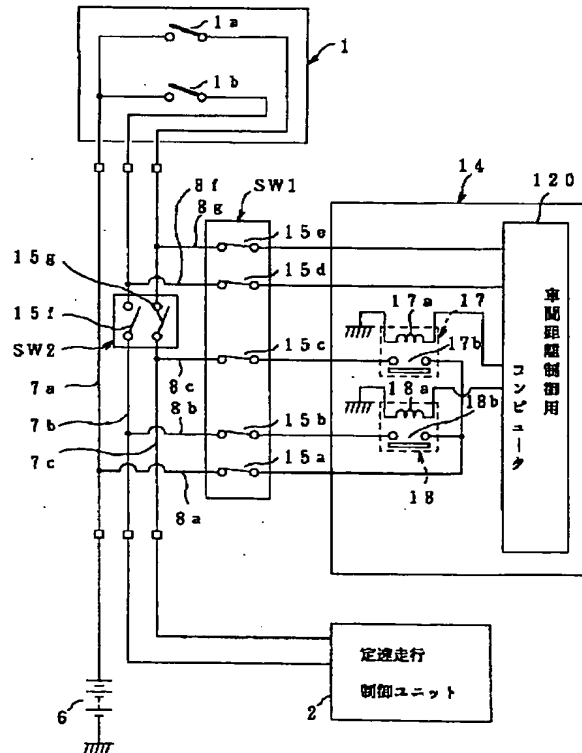 1a
1
1b
14
120
8f
SW1
8g
15e
15g
15d
17a
17
15f
15c
17b
SW2
8c
18a
7a
8b
18b
7b
15b
7c
15a
18
8a
車間距離制御用
コンピュータ
定速走行
制御ユニット
6
2